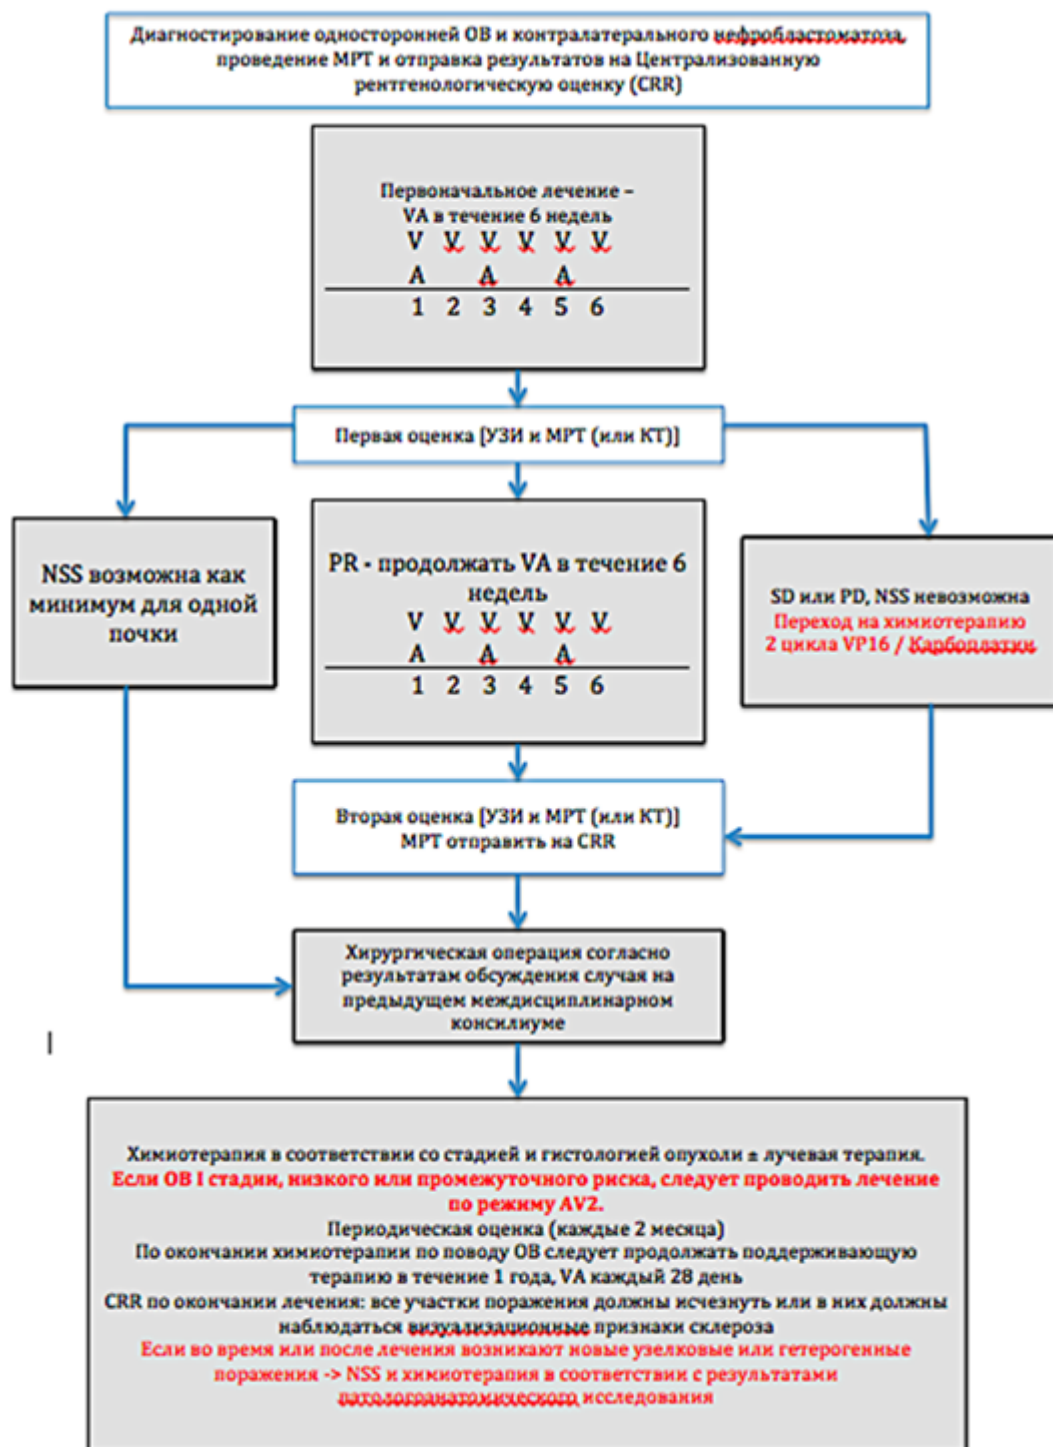 Диагностирование односторонней ОВ и контралатерального нефробластоматоза,
проведение МРТ и отправка результатов на Централизованную
рентгенологическую оценку (CRR)
Первоначальное лечение –
VA в течение 6 недель
V V V V V V
A A A
1 2 3 4 5 6
Первая оценка [УЗИ и МРТ (или КТ)]
NSS возможна как
минимум для одной
почки
PR - продолжать VA в течение 6
недель
V V V V V V
A A A
1 2 3 4 5 6
SD или PD, NSS невозможна
Переход на химиотерапию
2 цикла VP16 / Карбоплатин
Вторая оценка [УЗИ и МРТ (или КТ)]
МРТ отправить на CRR
Хирургическая операция согласно
результатам обсуждения случая на
предыдущем междисциплинарном
консилиуме
Химиотерапия в соответствии со стадией и гистологией опухоли ± лучевая терапия.
Если ОВ I стадии, низкого или промежуточного риска, следует проводить лечение
по режиму AV2.
Периодическая оценка (каждые 2 месяца)
По окончании химиотерапии по поводу ОВ следует продолжать поддерживающую
терапию в течение 1 года, VA каждый 28 день
CRR по окончании лечения: все участки поражения должны исчезнуть или в них должны
наблюдаться визуализационные признаки склероза
Если во время или после лечения возникают новые узелковые или гетерогенные
поражения -> NSS и химиотерапия в соответствии с результатами
патологранатомического исследования